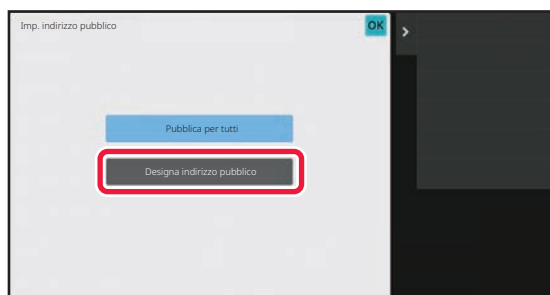 Imp. indirizzo pubblico
OK
Pubblica per tutti
Designa indirizzo pubblico